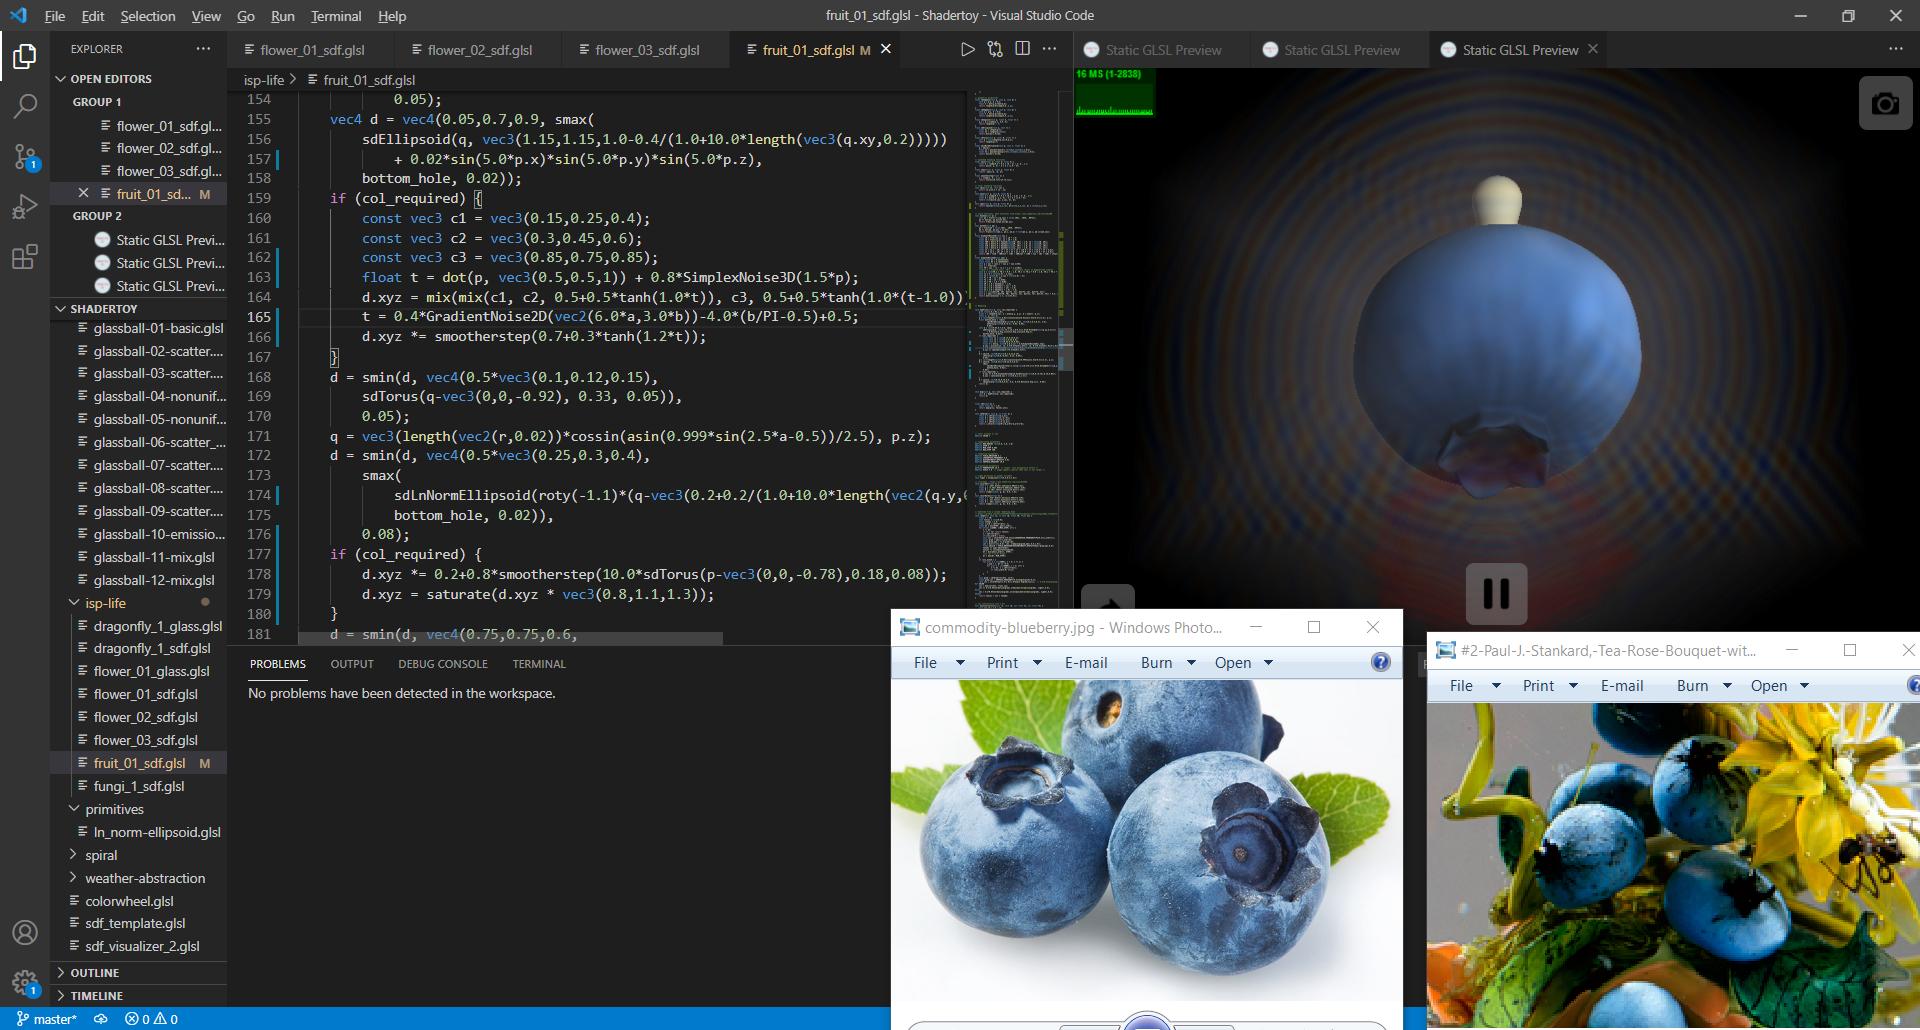 File Edit Selection View Go Run Terminal Help
fruit_01_sdf.glsl - Shadertoy - Visual Studio Code
EXPLORER
OPEN EDITORS
GROUP 1
flower_01_sdf.gl...
flower_02_sdf.gl...
flower_03_sdf.gl...
fruit_01_sd... M
GROUP 2
Static GLSL Previ...
Static GLSL Previ...
Static GLSL Previ...
SHADERTOY
glassball-01-basic.glsl
glassball-02-scatter....
glassball-03-scatter....
glassball-04-nonunif...
glassball-05-nonunif...
glassball-06-scatter_...
glassball-07-scatter....
glassball-08-scatter....
glassball-09-scatter....
glassball-10-emissio...
glassball-11-mix.glsl
glassball-12-mix.glsl
isp-life
dragonfly_1_glass.glsl
dragonfly_1_sdf.glsl
flower_01_glass.glsl
flower_01_sdf.glsl
flower_02_sdf.glsl
flower_03_sdf.glsl
fruit_01_sdf.glsl M
fungi_1_sdf.glsl
primitives
ln_norm-ellipsoid.glsl
spiral
weather-abstraction
colorwheel.glsl
sdf_template.glsl
sdf_visualizer_2.glsl
OUTLINE
TIMELINE
1
1
master*
0 0
flower_01_sdf.glsl
flower_02_sdf.glsl
flower_03_sdf.glsl
fruit_01_sdf.glsl M
isp-life > fruit_01_sdf.glsl
154 0.05);
155 vec4 d = vec4(0.05,0.7,0.9, smax(
156 sdEllipsoid(q, vec3(1.15,1.15,1.0-0.4/(1.0+10.0*length(vec3(q.xy,0.2)))))
157 + 0.02*sin(5.0*p.x)*sin(5.0*p.y)*sin(5.0*p.z),
158 bottom_hole, 0.02));
159 if (col_required) {
160 const vec3 c1 = vec3(0.15,0.25,0.4);
161 const vec3 c2 = vec3(0.3,0.45,0.6);
162 const vec3 c3 = vec3(0.85,0.75,0.85);
163 float t = dot(p, vec3(0.5,0.5,1)) + 0.8*SimplexNoise3D(1.5*p);
164 d.xyz = mix(mix(c1, c2, 0.5+0.5*tanh(1.0*t)), c3, 0.5+0.5*tanh(1.0*(t-1.0))
165 t = 0.4*GradientNoise2D(vec2(6.0*a,3.0*b))-4.0*(b/PI-0.5)+0.5;
166 d.xyz *= smootherstep(0.7+0.3*tanh(1.2*t));
167 }
168 d = smin(d, vec4(0.5*vec3(0.1,0.12,0.15),
169 sdTorus(q-vec3(0,0,-0.92), 0.33, 0.05)),
170 0.05);
171 q = vec3(length(vec2(r,0.02))*cossin(asin(0.999*sin(2.5*a-0.5))/2.5), p.z);
172 d = smin(d, vec4(0.5*vec3(0.25,0.3,0.4),
173 smax(
174 sdLnNormEllipsoid(roty(-1.1)*(q-vec3(0.2+0.2/(1.0+10.0*length(vec2(q.y,
175 bottom_hole, 0.02)),
176 0.08);
177 if (col_required) {
178 d.xyz *= 0.2+0.8*smootherstep(10.0*sdTorus(p-vec3(0,0,-0.78),0.18,0.08));
179 d.xyz = saturate(d.xyz * vec3(0.8,1.1,1.3));
180 }
181 d = smin(d, vec4(0.75,0.75,0.6,
PROBLEMS OUTPUT DEBUG CONSOLE TERMINAL
No problems have been detected in the workspace.
Static GLSL Preview
Static GLSL Preview
Static GLSL Preview
16 MS (1-2838)
commodity-blueberry.jpg - Windows Photo...
File Print E-mail Burn Open
#2-Paul-J.-Stankard,-Tea-Rose-Bouquet-wit...
File Print E-mail Burn Open